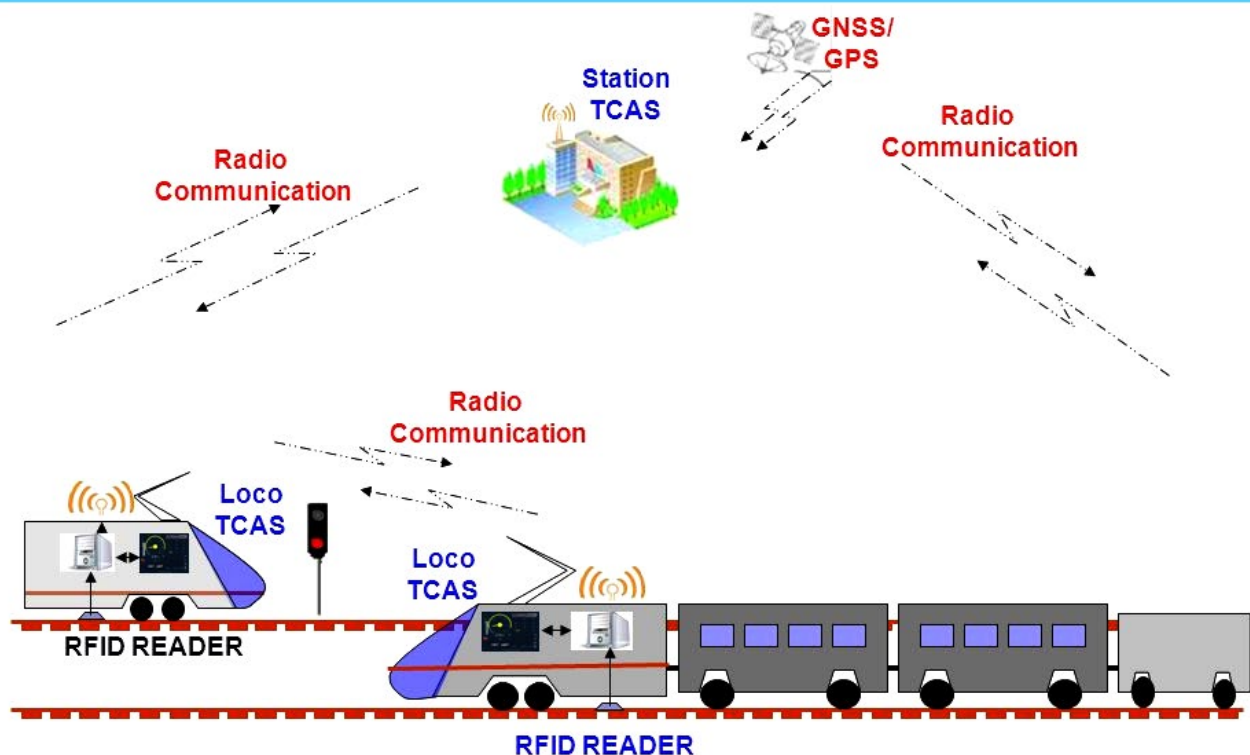 GNSS/
GPS
Station
TCAS
Radio
Communication
Radio
Communication
Radio
Communication
Loco
TCAS
Loco
TCAS
RFID READER
RFID READER